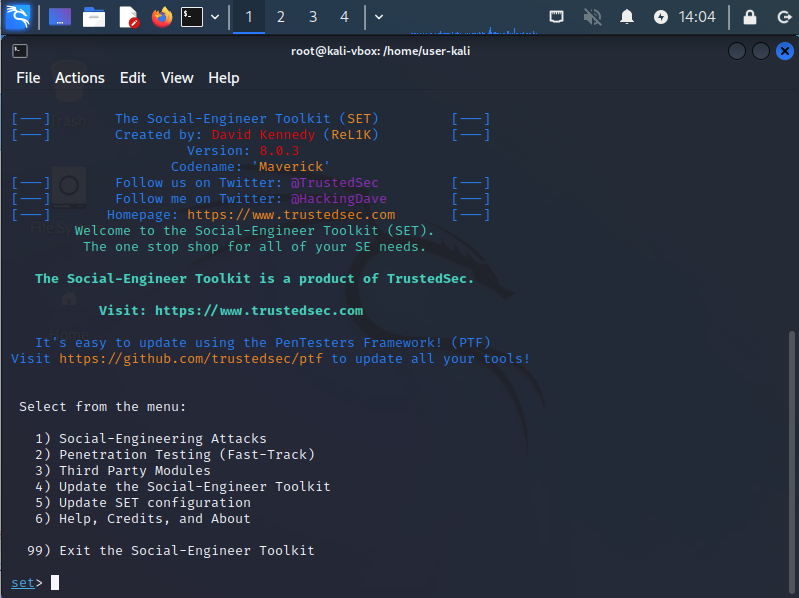 1 2 3 4 14:04
root@kali-vbox: /home/user-kali
File Actions Edit View Help
[---] The Social-Engineer Toolkit (SET) [---]
[---] Created by: David Kennedy (ReL1K) [---]
Version: 8.0.3
Codename: 'Maverick'
[---] Follow us on Twitter: @TrustedSec [---]
[---] Follow me on Twitter: @HackingDave [---]
[---] Homepage: https://www.trustedsec.com [---]
Welcome to the Social-Engineer Toolkit (SET).
The one stop shop for all of your SE needs.
The Social-Engineer Toolkit is a product of TrustedSec.
Visit: https://www.trustedsec.com
It's easy to update using the PenTesters Framework! (PTF)
Visit https://github.com/trustedsec/ptf to update all your tools!
Select from the menu:
1) Social-Engineering Attacks
2) Penetration Testing (Fast-Track)
3) Third Party Modules
4) Update the Social-Engineer Toolkit
5) Update SET configuration
6) Help, Credits, and About
99) Exit the Social-Engineer Toolkit
set>